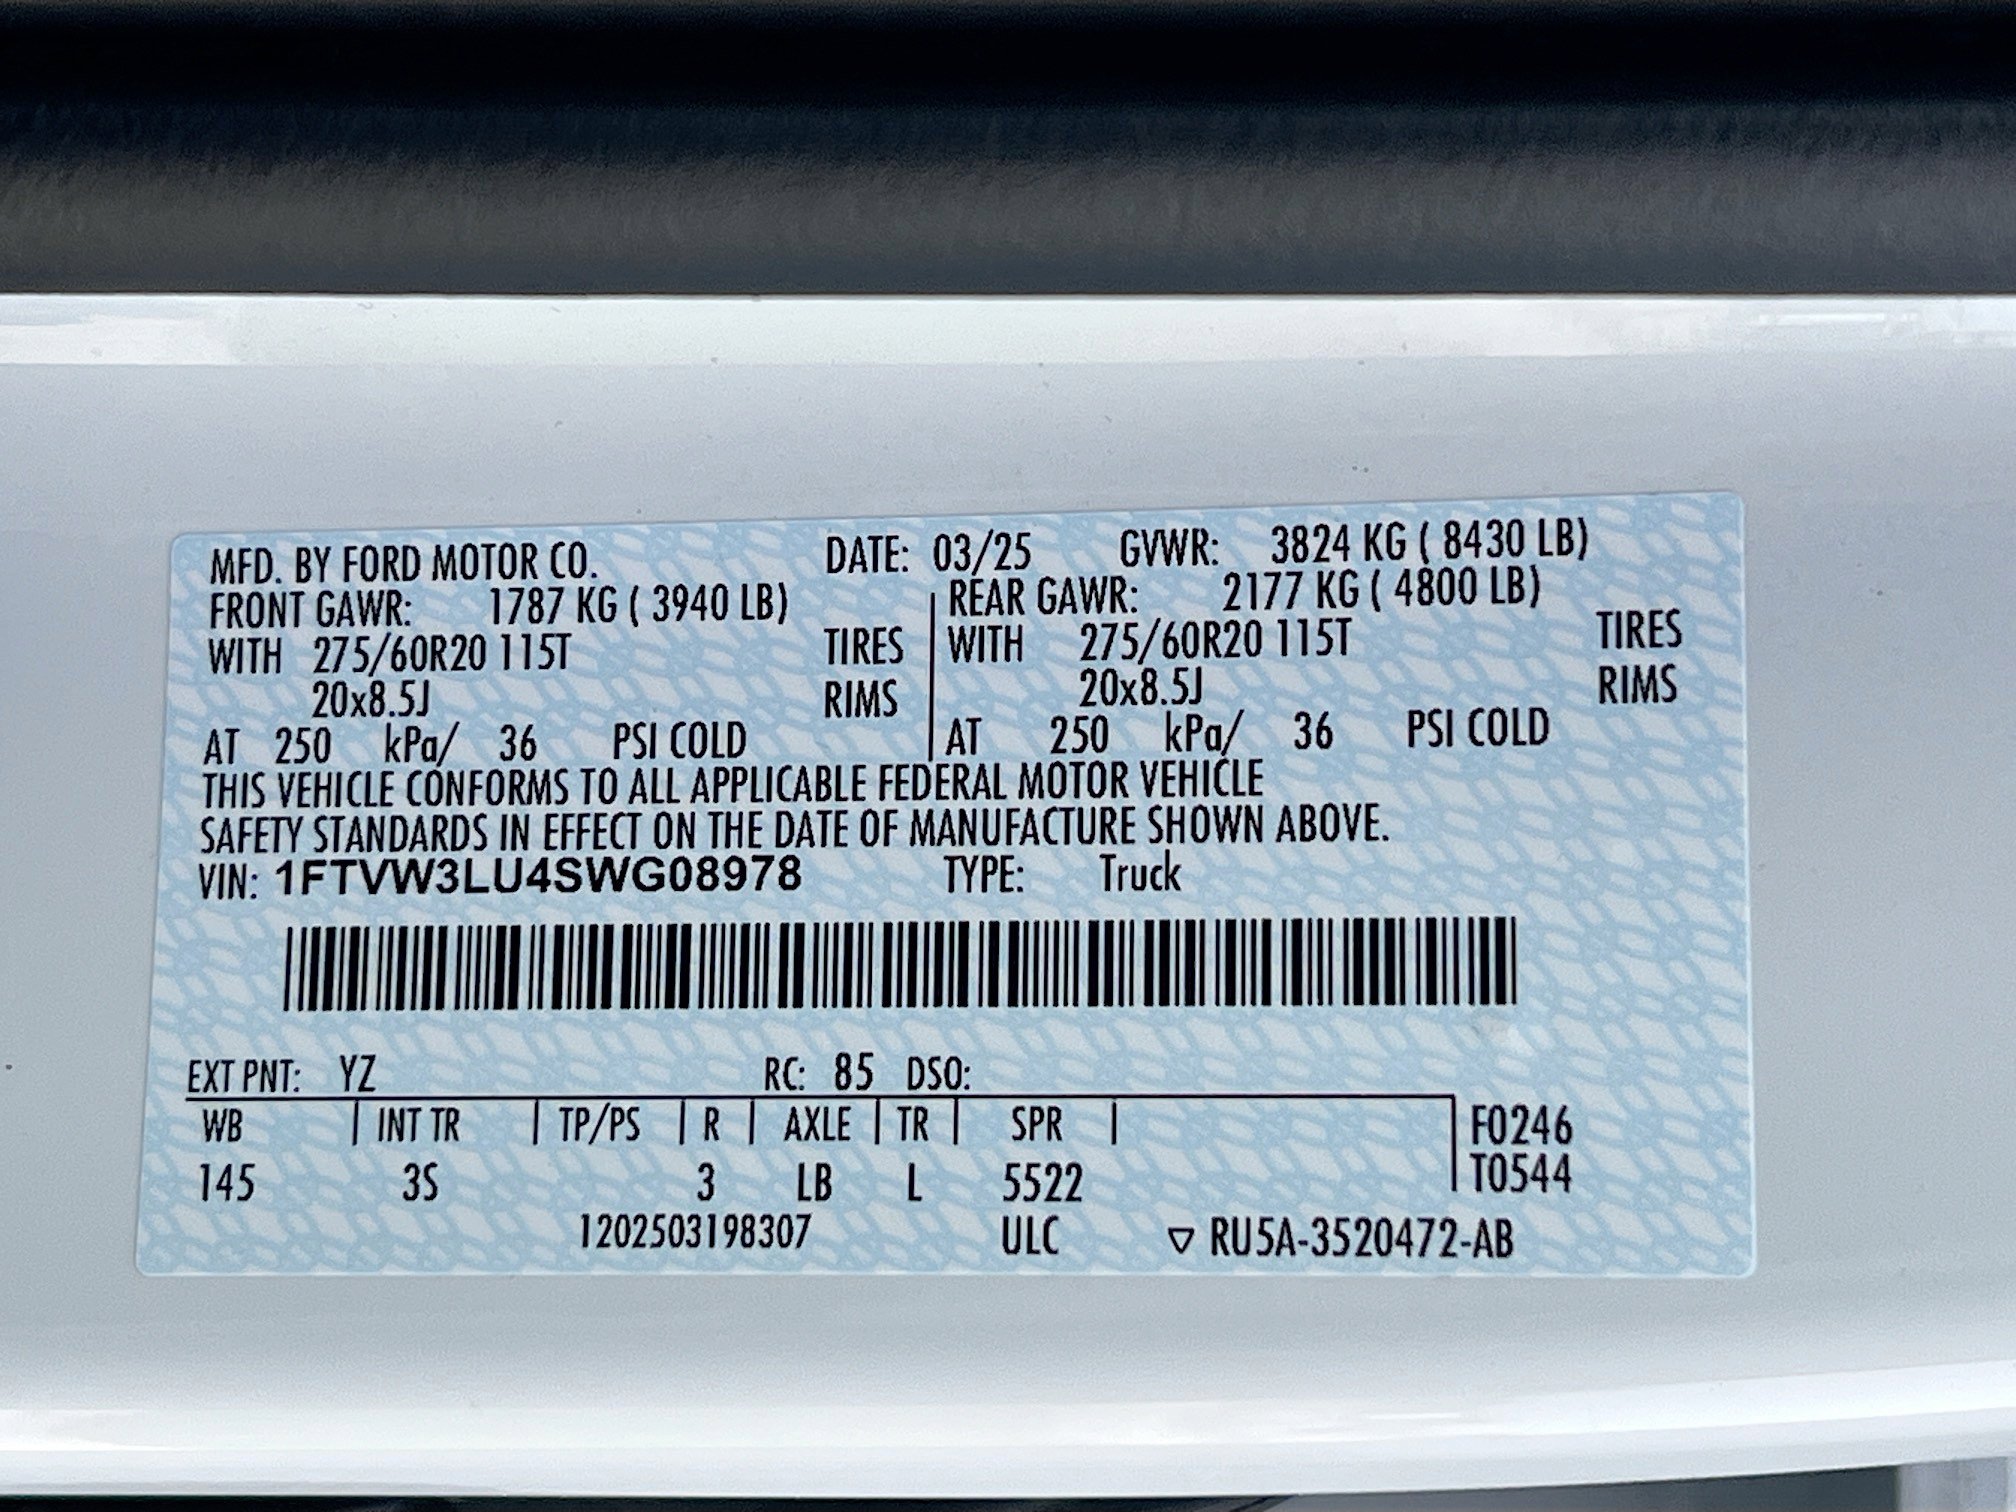 MFD. BY FORD MOTOR CO. DATE: 03/25 GVWR: 3824 KG ( 8430 LB)
FRONT GAWR: 1787 KG ( 3940 LB) REAR GAWR: 2177 KG ( 4800 LB)
WITH 275/60R20 115T TIRES WITH 275/60R20 115T TIRES
20x8.5J RIMS 20x8.5J RIMS
AT 250 kPa/ 36 PSI COLD AT 250 kPa/ 36 PSI COLD
THIS VEHICLE CONFORMS TO ALL APPLICABLE FEDERAL MOTOR VEHICLE
SAFETY STANDARDS IN EFFECT ON THE DATE OF MANUFACTURE SHOWN ABOVE.
VIN: 1FTVW3LU4SWG08978 TYPE: Truck
EXT PNT: YZ RC: 85 DSO:
WB | INT TR | TP/PS | R | AXLE | TR | SPR | F0246
145 3S 3 LB L 5522 T0544
1202503198307 ULC ▽ RU5A-3520472-AB